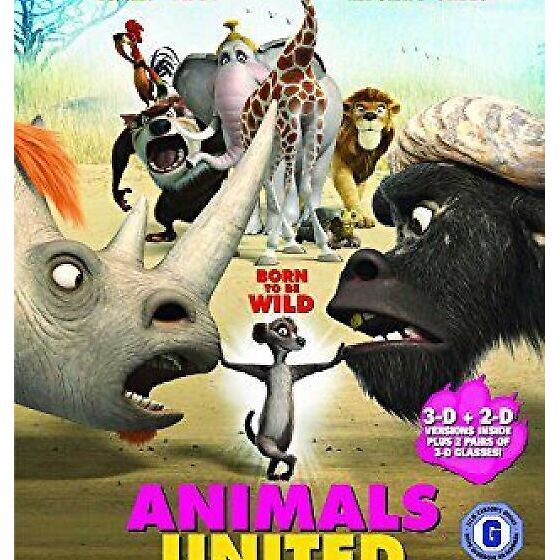 BORN
TO BE
WILD
3-D + 2-D
VERSIONS INSIDE
PLUS 2 PAIRS OF
3-D GLASSES!
ANIMALS
UNITED
G